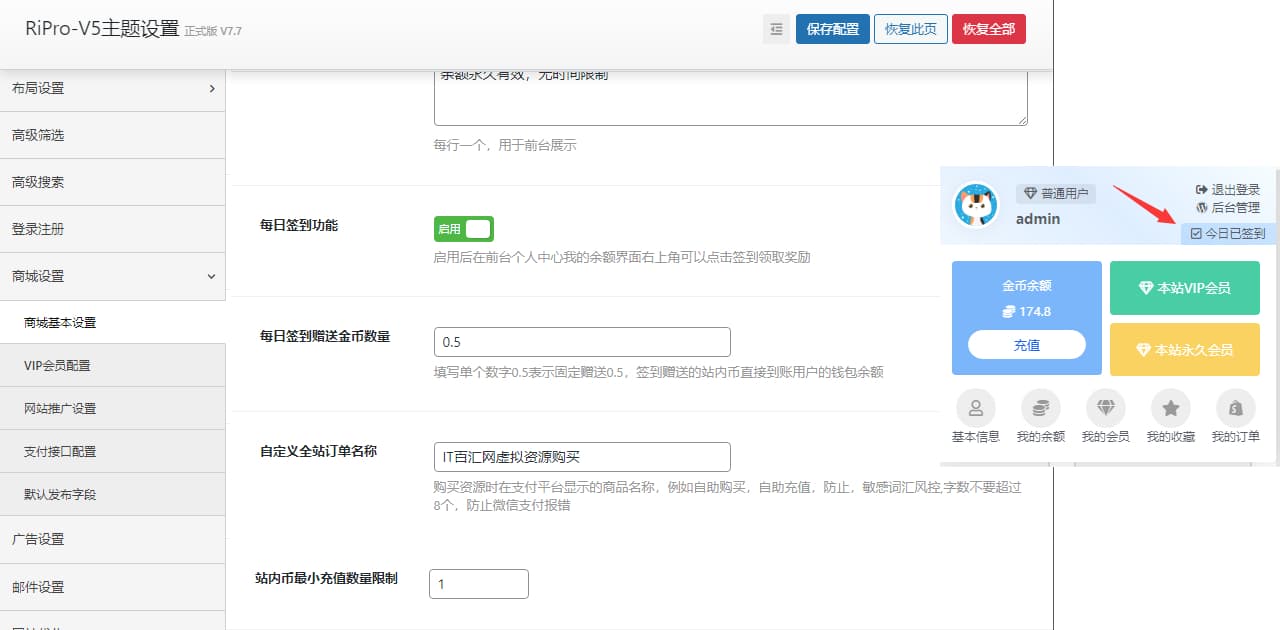 RiPro-V5主题设置 正式版 V7.7
保存配置
恢复此页
恢复全部
布局设置
高级筛选
高级搜索
登录注册
商城设置
商城基本设置
VIP会员配置
网站推广设置
支付接口配置
默认发布字段
广告设置
邮件设置
余额永久有效，无时间限制
每行一个，用于前台展示
每日签到功能
启用
启用后在前台个人中心我的余额界面右上角可以点击签到领取奖励
每日签到赠送金币数量
0.5
填写单个数字0.5表示固定赠送0.5，签到赠送的站内币直接到账用户的钱包余额
自定义全站订单名称
IT百汇网虚拟资源购买
购买资源时在支付平台显示的商品名称，例如自助购买，自助充值，防止，敏感词汇风控,字数不要超过
8个，防止微信支付报错
站内币最小充值数量限制
1
普通用户
admin
退出登录
后台管理
今日已签到
金币余额
174.8
充值
本站VIP会员
本站永久会员
基本信息
我的余额
我的会员
我的收藏
我的订单